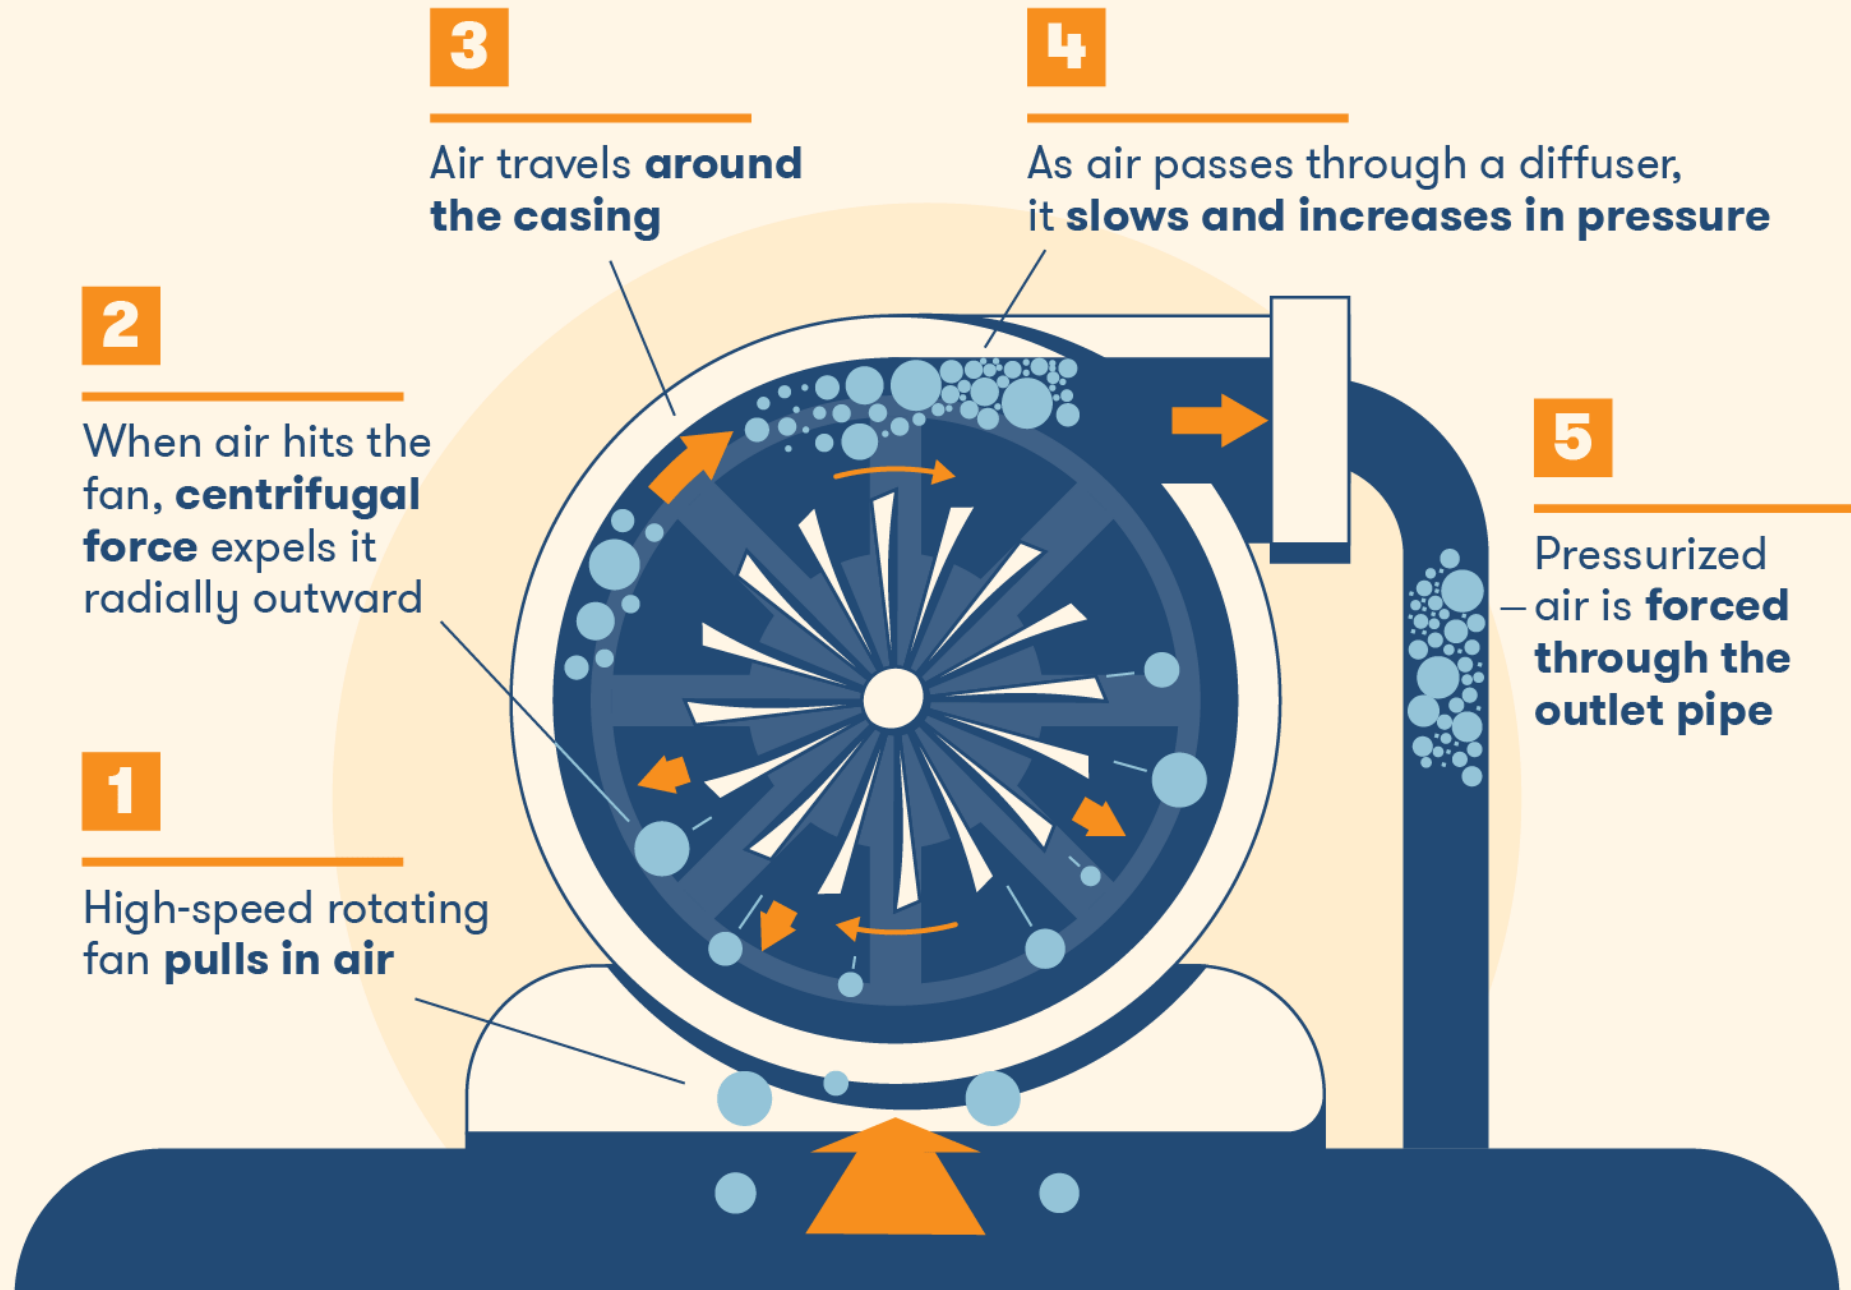 1
High-speed rotating
fan pulls in air
2
When air hits the
fan, centrifugal
force expels it
radially outward
3
Air travels around
the casing
4
As air passes through a diffuser,
it slows and increases in pressure
5
Pressurized
air is forced
through the
outlet pipe